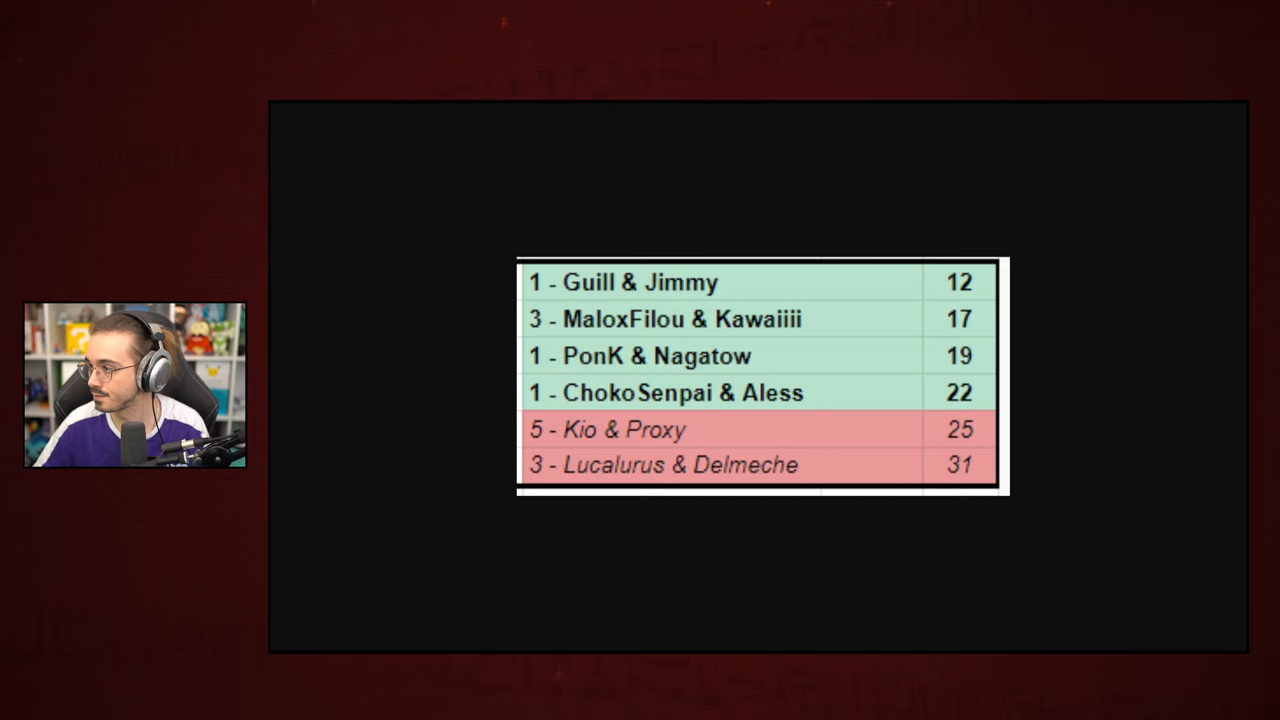 1 - Guill & Jimmy 12
3 - MaloxFilou & Kawaiiii 17
1 - PonK & Nagatow 19
1 - ChokoSenpai & Aless 22
5 - Kio & Proxy 25
3 - Lucalurus & Delmeche 31